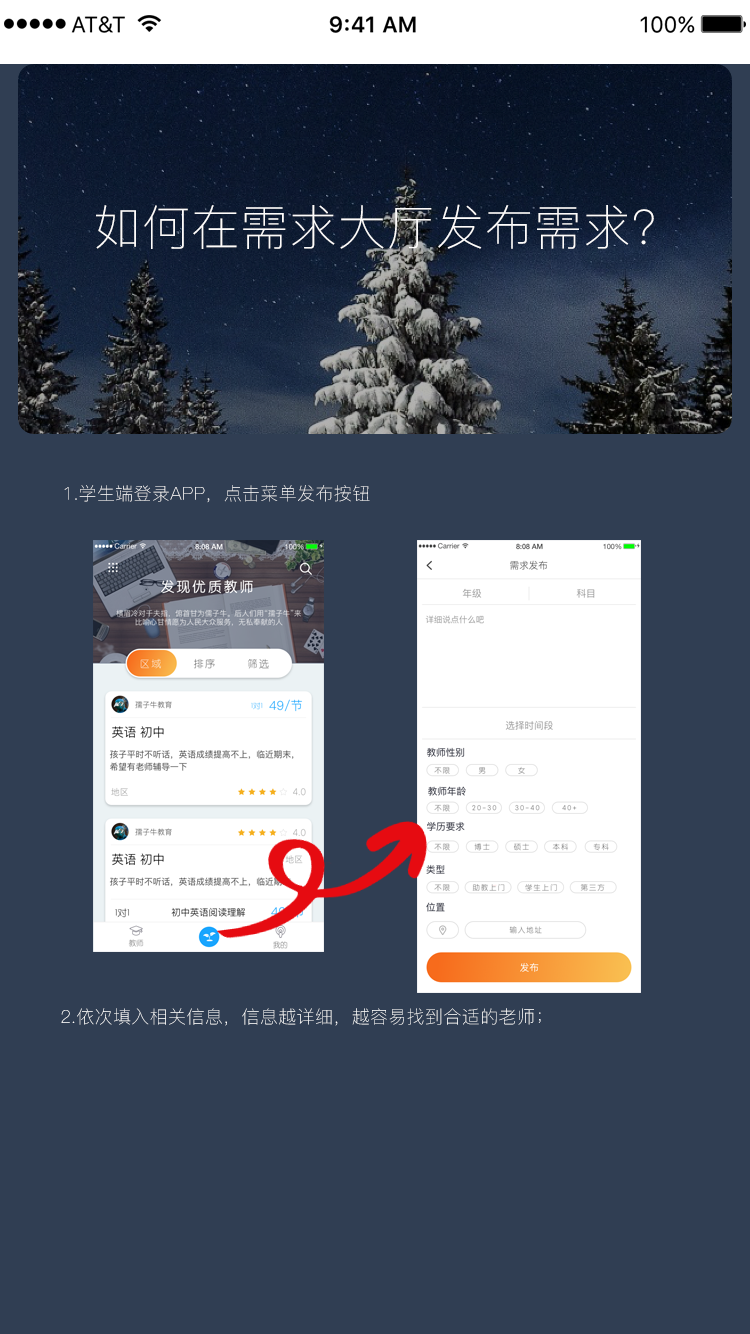 AT&T
9:41 AM
100%
如何在需求大厅发布需求?
1.学生端登录APP，点击菜单发布按钮
Carrier
8:08 AM
100%
发现优质教师
横眉冷对千夫指，俯首甘为孺子牛。后人们用“孺子牛”来
比喻心甘情愿为人民大众服务，无私奉献的人
区域
排序
筛选
孺子牛教育
1对1 49/节
英语 初中
孩子平时不听话，英语成绩提高不上，临近期末，
希望有老师辅导一下
地区
4.0
孺子牛教育
4.0
英语 初中
地区
孩子平时不听话，英语成绩提高不上，临近期
1对1
初中英语阅读理解
教师
我的
Carrier
8:08 AM
100%
需求发布
年级
科目
详细说点什么吧
选择时间段
教师性别
不限
男
女
教师年龄
不限
20-30
30-40
40+
学历要求
不限
博士
硕士
本科
专科
类型
不限
助教上门
学生上门
第三方
位置
输入地址
发布
2.依次填入相关信息，信息越详细，越容易找到合适的老师；